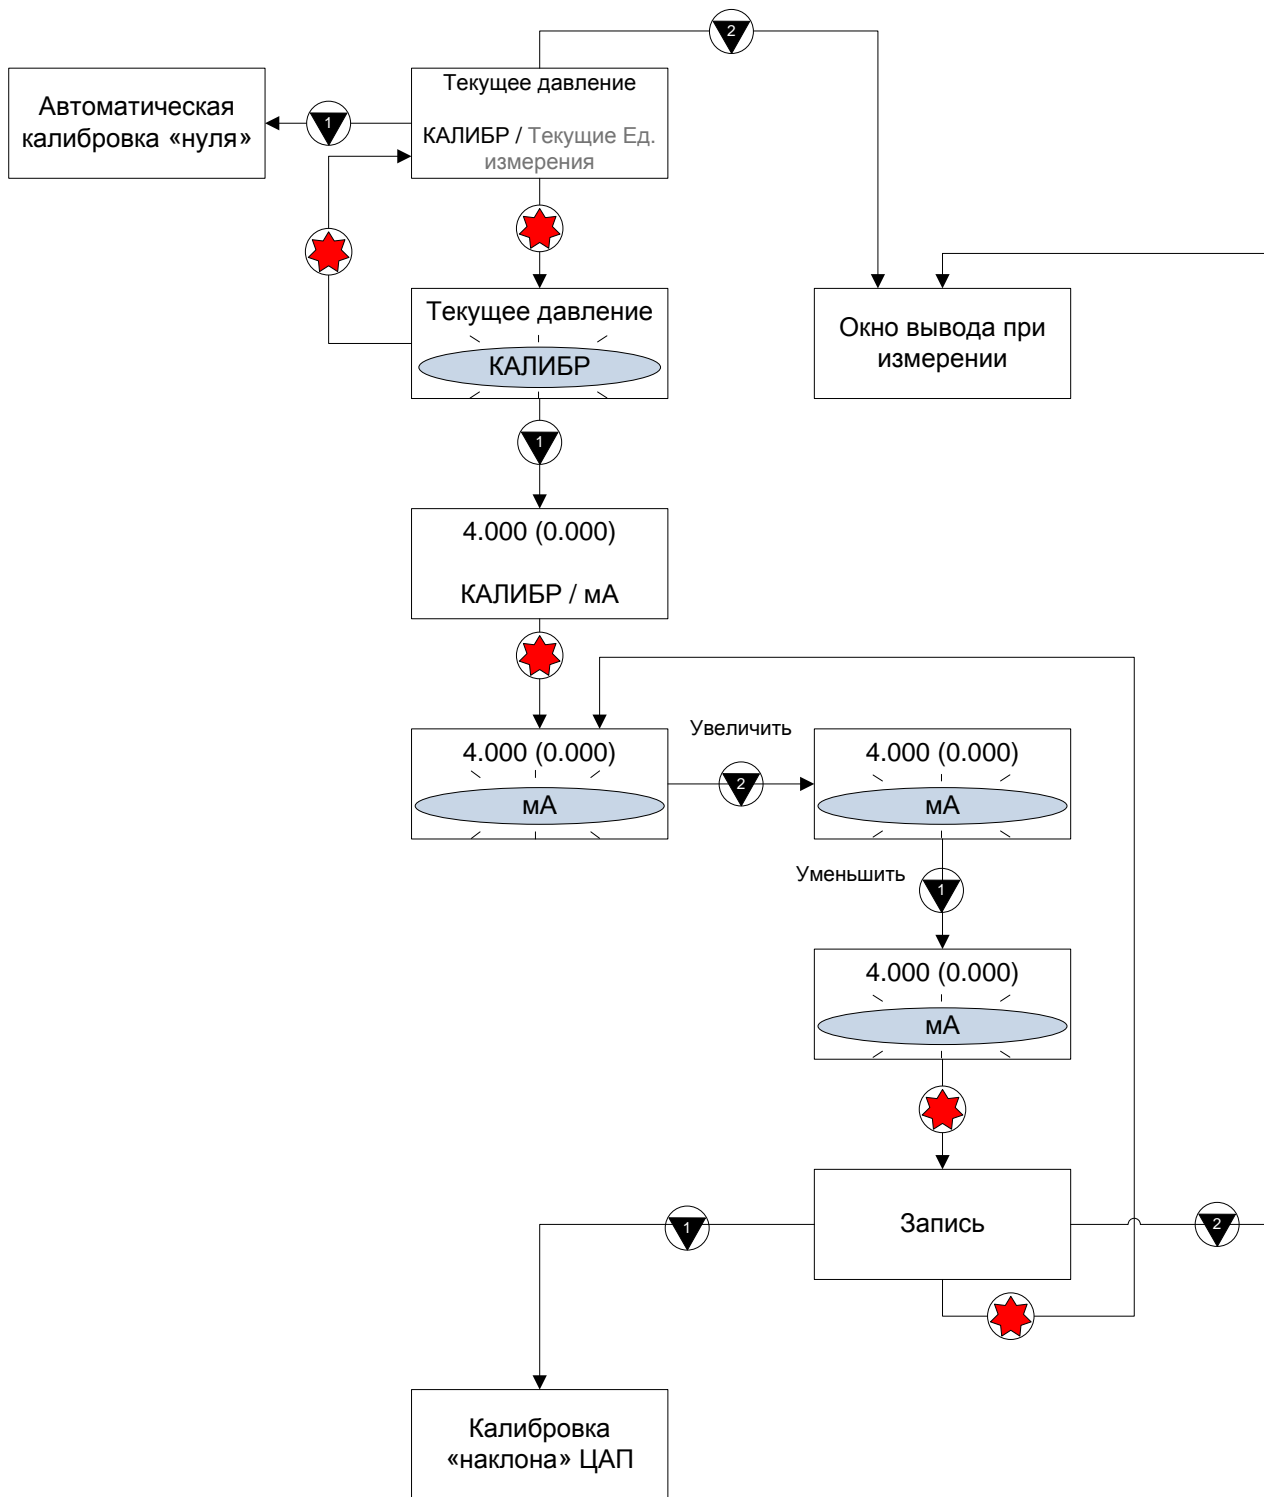 2
Текущее давление
КАЛИБР / Текущие Ед.
измерения
1
Автоматическая
калибровка «нуля»
Текущее давление
КАЛИБР
Окно вывода при
измерении
1
4.000 (0.000)
КАЛИБР / мА
4.000 (0.000)
мА
Увеличить
2
4.000 (0.000)
мА
Уменьшить
1
4.000 (0.000)
мА
1
Запись
2
Калибровка
«наклона» ЦАП